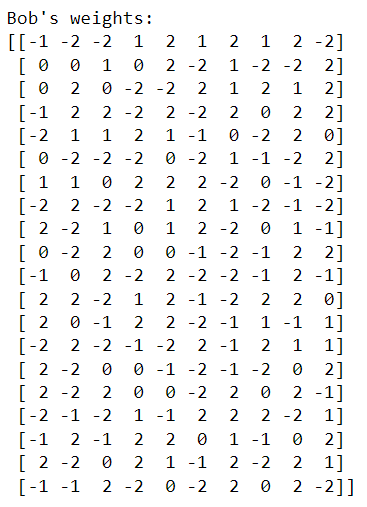 Bob's weights:
[[-1 -2 -2  1  2  1  2  1  2 -2]
 [ 0  0  1  0  2 -2  1 -2 -2  2]
 [ 0  2  0 -2 -2  2  1  2  1  2]
 [-1  2  2 -2  2 -2  2  0  2  2]
 [-2  1  1  2  1 -1  0 -2  2  0]
 [ 0 -2 -2 -2  0 -2  1 -1 -2  2]
 [ 1  1  0  2  2  2 -2  0 -1 -2]
 [-2  2 -2 -2  1  2  1 -2 -1 -2]
 [ 2 -2  1  0  1  2 -2  0  1 -1]
 [ 0 -2  2  0  0 -1 -2 -1  2  2]
 [-1  0  2 -2  2 -2 -2 -1  2 -1]
 [ 2  2 -2  1  2 -1 -2  2  2  0]
 [ 2  0 -1  2  2 -2 -1  1 -1  1]
 [-2  2 -2 -1 -2  2 -1  2  1  1]
 [ 2 -2  0  0 -1 -2 -1 -2  0  2]
 [ 2 -2  2  0  0 -2  2  0  2 -1]
 [-2 -1 -2  1 -1  2  2  2 -2  1]
 [-1  2 -1  2  2  0  1 -1  0  2]
 [ 2 -2  0  2  1 -1  2 -2  2  1]
 [-1 -1  2 -2  0 -2  2  0  2 -2]]